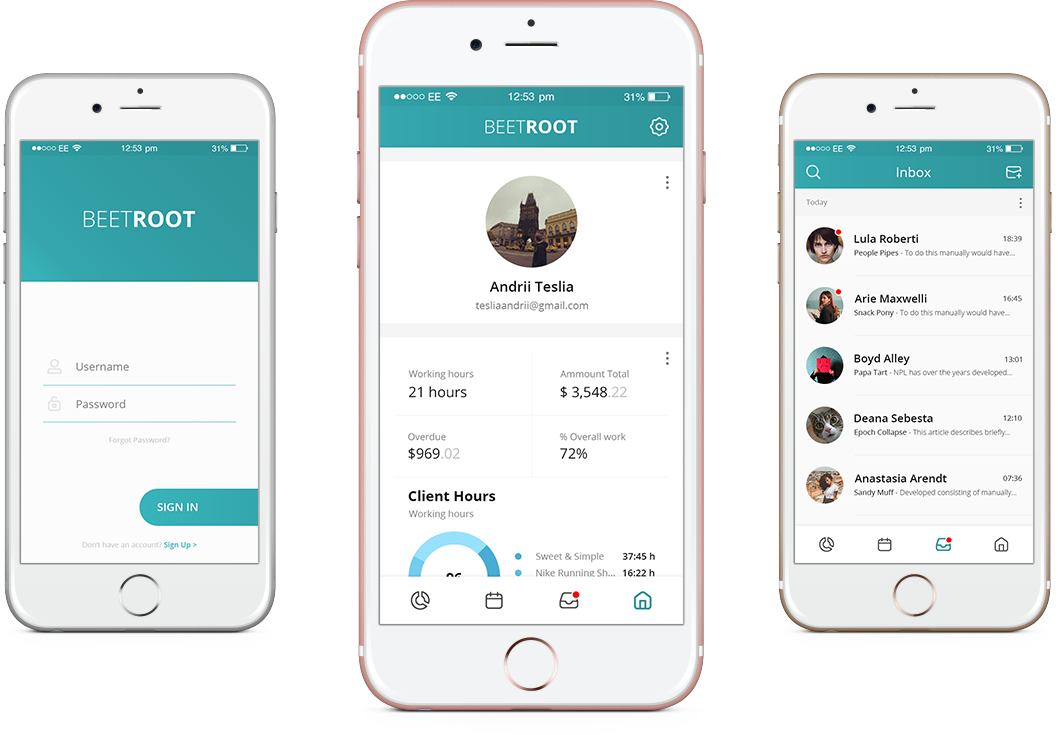 EE 12:53 pm 31%
BEETROOT
Username
Password
Forgot Password?
SIGN IN
Don't have an account? Sign Up >
EE 12:53 pm 31%
BEETROOT
Andrii Teslia
tesliaandrii@gmail.com
Working hours
21 hours
Ammount Total
$ 3,548.22
Overdue
$969.02
% Overall work
72%
Client Hours
Working hours
Sweet & Simple 37:45 h
Nike Running Sh... 16:22 h
EE 12:53 pm 31%
Inbox
Today
Lula Roberti 18:39
People Pipes - To do this manually would have...
Arie Maxwelli 16:45
Snack Pony - To do this manually would have...
Boyd Alley 13:01
Papa Tart - NPL has over the years developed...
Deana Sebesta 12:10
Epoch Collapse - This article describes briefly...
Anastasia Arendt 07:36
Sandy Muff - Developed consisting of manually...